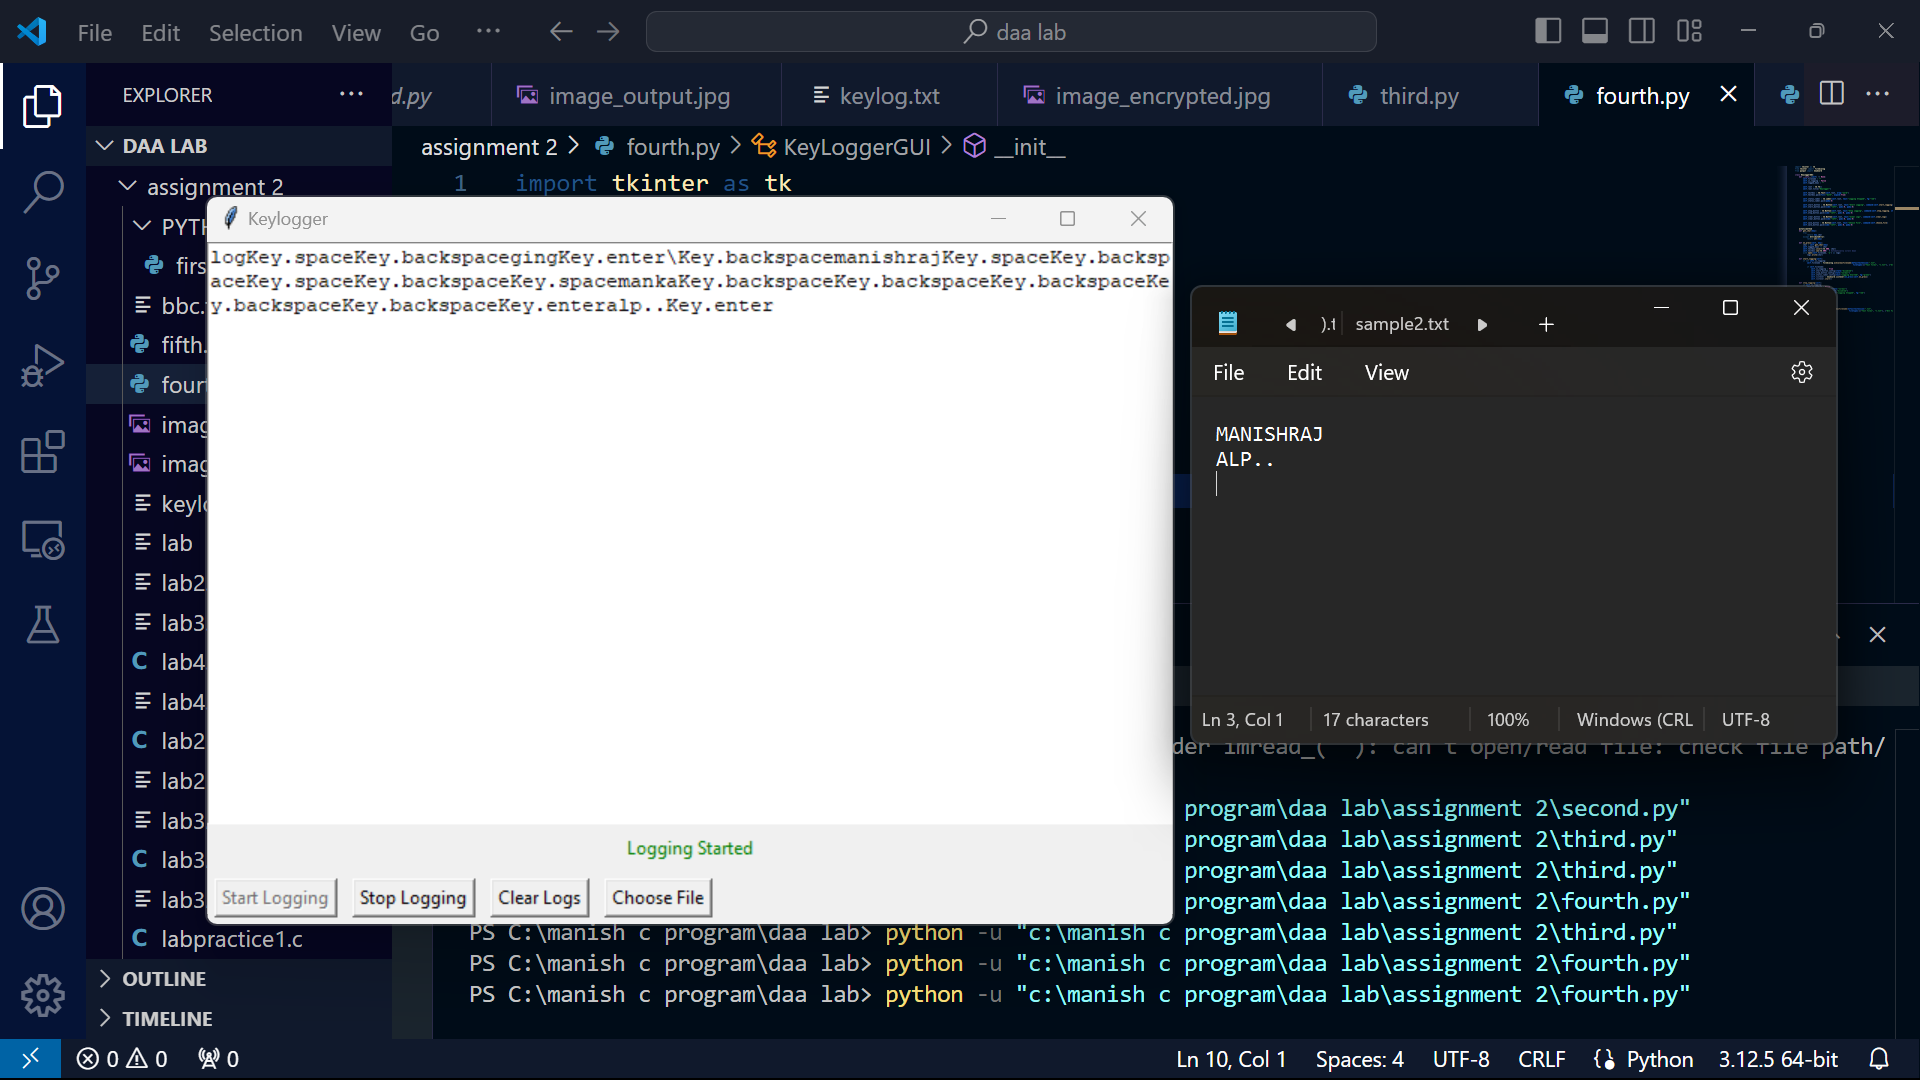 File Edit Selection View Go ··· daa lab
EXPLORER ···
d.py image_output.jpg keylog.txt image_encrypted.jpg third.py fourth.py ···
DAA LAB
assignment 2 > fourth.py > KeyLoggerGUI > __init__
assignment 2
1 import tkinter as tk
PYTH
firs
bbc.
fifth.
fourt
imag
imag
keylo
lab
lab2
lab3
lab4
lab4
lab2
lab2
lab3
lab3
lab3
labpractice1.c
OUTLINE
TIMELINE
Keylogger
logKey.spaceKey.backspacegingKey.enter\Key.backspacemanishrajKey.spaceKey.backsp
aceKey.spaceKey.backspaceKey.spacemankaKey.backspaceKey.backspaceKey.backspaceKe
y.backspaceKey.backspaceKey.enteralp..Key.enter
Logging Started
Start Logging Stop Logging Clear Logs Choose File
).t sample2.txt
File Edit View
MANISHRAJ
ALP..
Ln 3, Col 1 17 characters 100% Windows (CRL UTF-8
der imread_( ): can t open/read file: check file path/
program\daa lab\assignment 2\second.py"
program\daa lab\assignment 2\third.py"
program\daa lab\assignment 2\third.py"
program\daa lab\assignment 2\fourth.py"
PS C:\manish c program\daa lab> python -u "c:\manish c program\daa lab\assignment 2\third.py"
PS C:\manish c program\daa lab> python -u "c:\manish c program\daa lab\assignment 2\fourth.py"
PS C:\manish c program\daa lab> python -u "c:\manish c program\daa lab\assignment 2\fourth.py"
0 0 0 Ln 10, Col 1 Spaces: 4 UTF-8 CRLF Python 3.12.5 64-bit